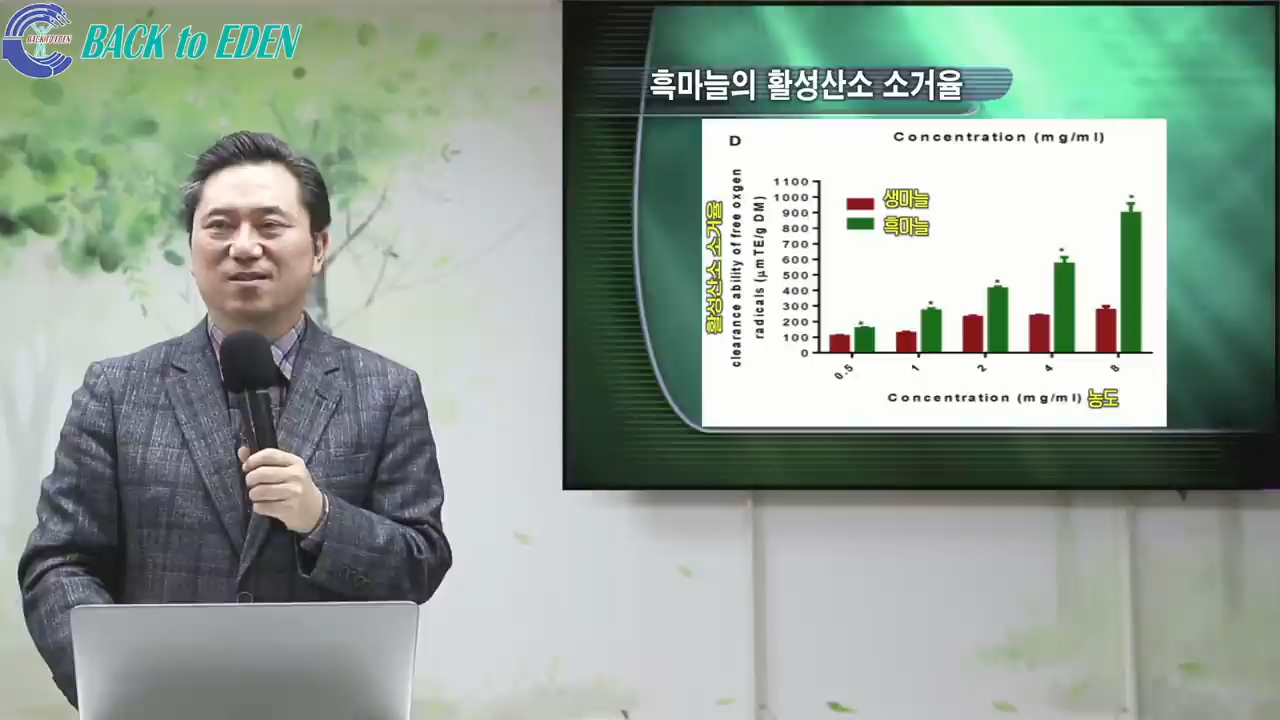 BACK to EDEN
BACK TO EDEN
흑마늘의 활성산소 소거율
D
Concentration (mg/ml)
활성산소 소거율
clearance ability of free oxgen
radicals (μmTE/g DM)
1100
1000
900
800
700
600
500
400
300
200
100
0
생마늘
흑마늘
*
*
*
*
*
0.5
1
2
4
8
Concentration (mg/ml) 농도